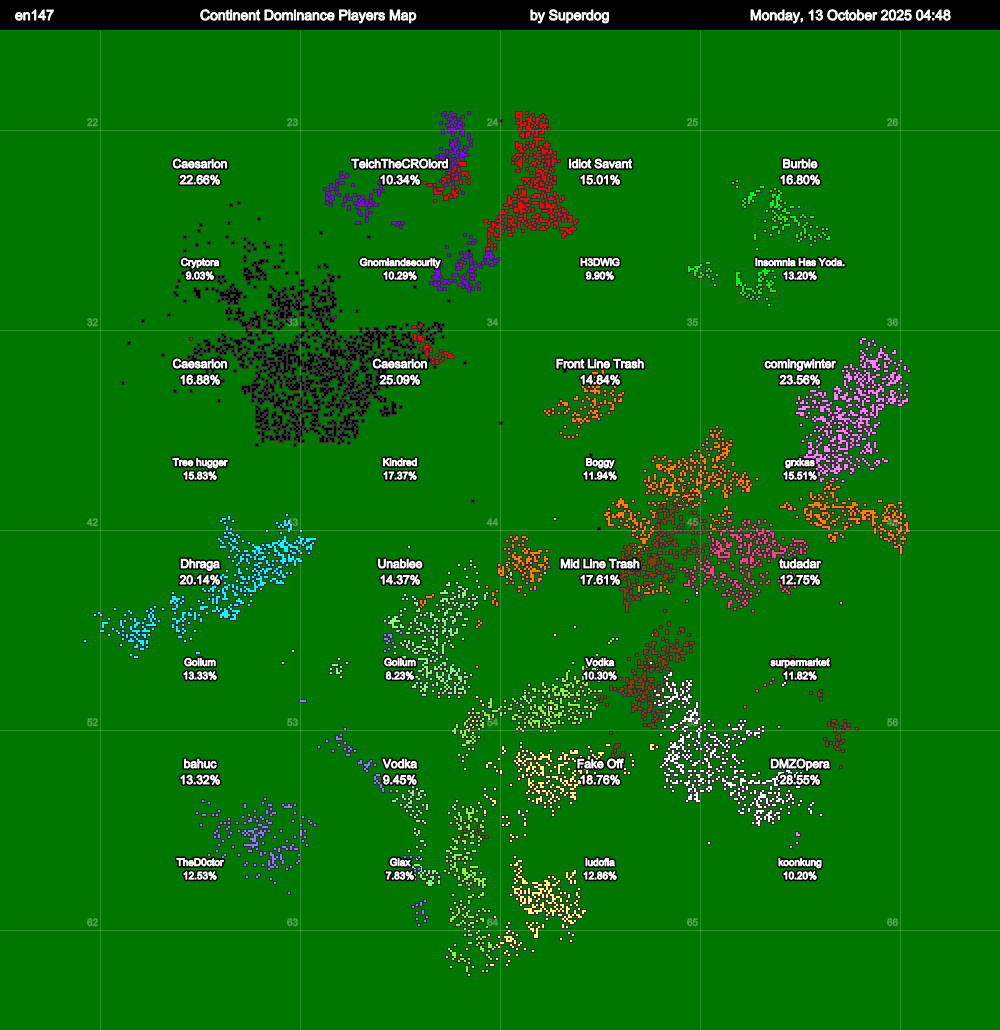 en147 Continent Dominance Players Map by Superdog Monday, 13 October 2025 04:48
22 23 24 25 26
Caesarion TeichTheCROlord Idiot Savant Burbie
22.66% 10.34% 15.01% 16.80%
Cryptora Gnomlandsecurity H3DWIG Insomnia Has Yoda.
9.03% 10.29% 9.90% 13.20%
32 33 34 35 36
Caesarion Caesarion Front Line Trash comingwinter
16.88% 25.09% 14.84% 23.56%
Tree hugger Kindred Boggy grxkas
15.83% 17.37% 11.94% 15.51%
42 43 44 45 46
Dhraga Unablee Mid Line Trash tudadar
20.14% 14.37% 17.61% 12.75%
Gollum Gollum Vodka surpermarket
13.33% 8.23% 10.30% 11.82%
52 53 54 56
bahuc Vodka Fake Off DMZOpera
13.32% 9.45% 18.76% 28.55%
TheD0ctor Glax ludofla koonkung
12.53% 7.83% 12.86% 10.20%
62 63 64 65 66